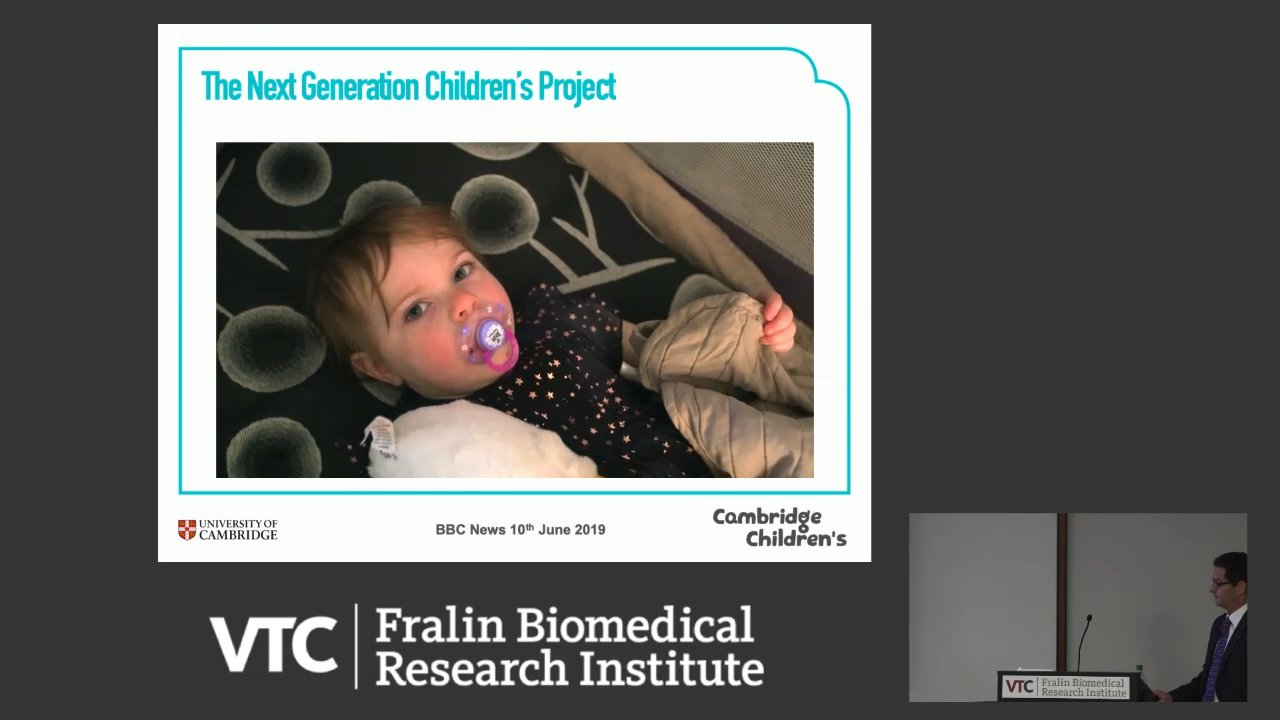 The Next Generation Children's Project
UNIVERSITY OF
CAMBRIDGE
BBC News 10th June 2019
Cambridge
Children's
VTC
Fralin Biomedical
Research Institute
VTC
Fralin Biomedical
Research Institute